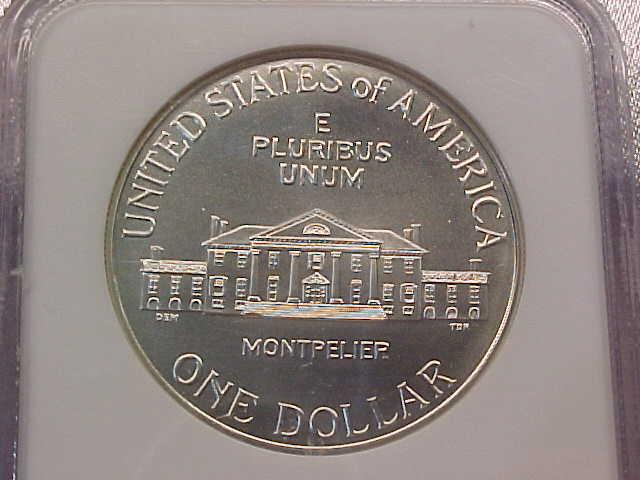 UNITED STATES of AMERICA
E
PLURIBUS
UNUM
DEM
TDR
MONTPELIER
ONE DOLLAR